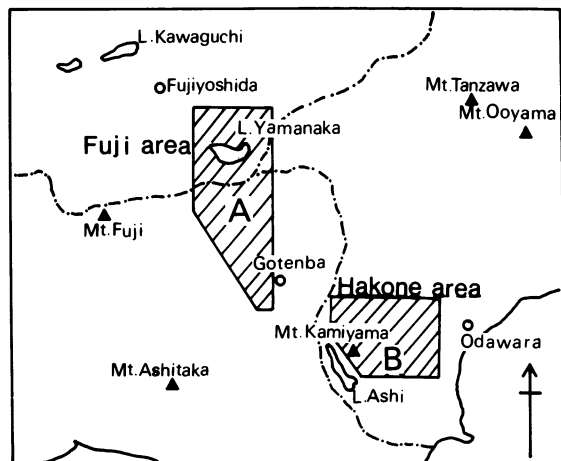 L.Kawaguchi
Fujiyoshida
Mt.Tanzawa
Mt.Ooyama
L.Yamanaka
Fuji area
A
Mt.Fuji
Gotenba
Hakone area
Mt.Kamiyama
Odawara
B
Mt.Ashitaka
L.Ashi